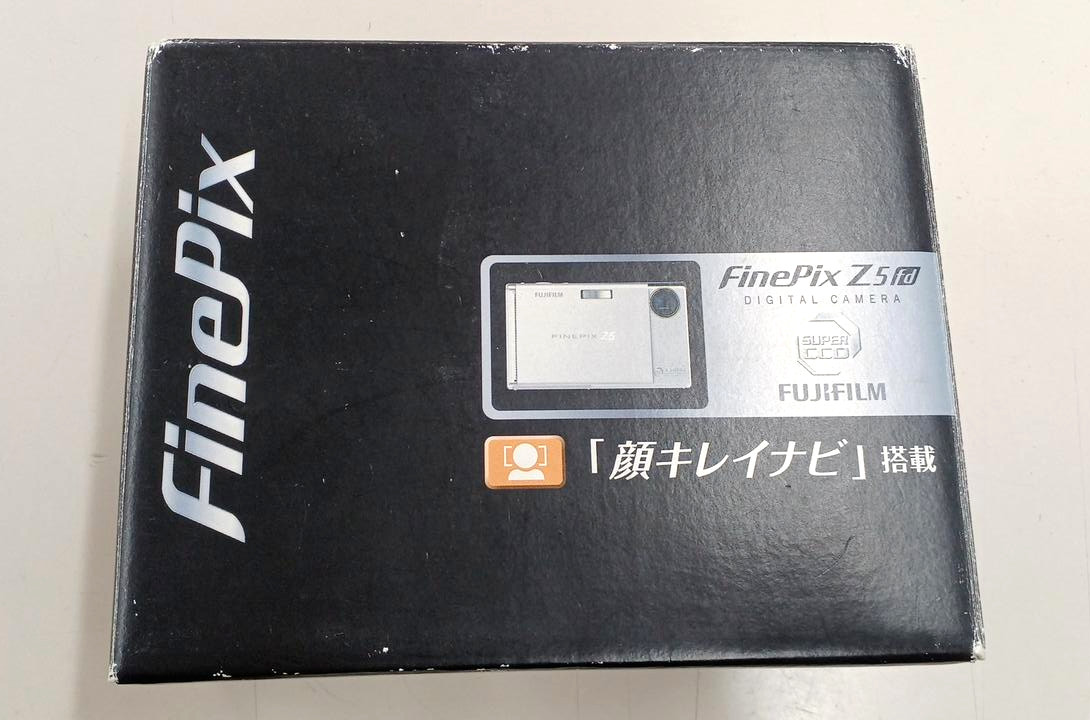 FinePix
FinePix Z5fd
DIGITAL CAMERA
SUPER
CCD
FUJIFILM
FUJIFILM
FINEPIX Z5
「顔キレイナビ」搭載